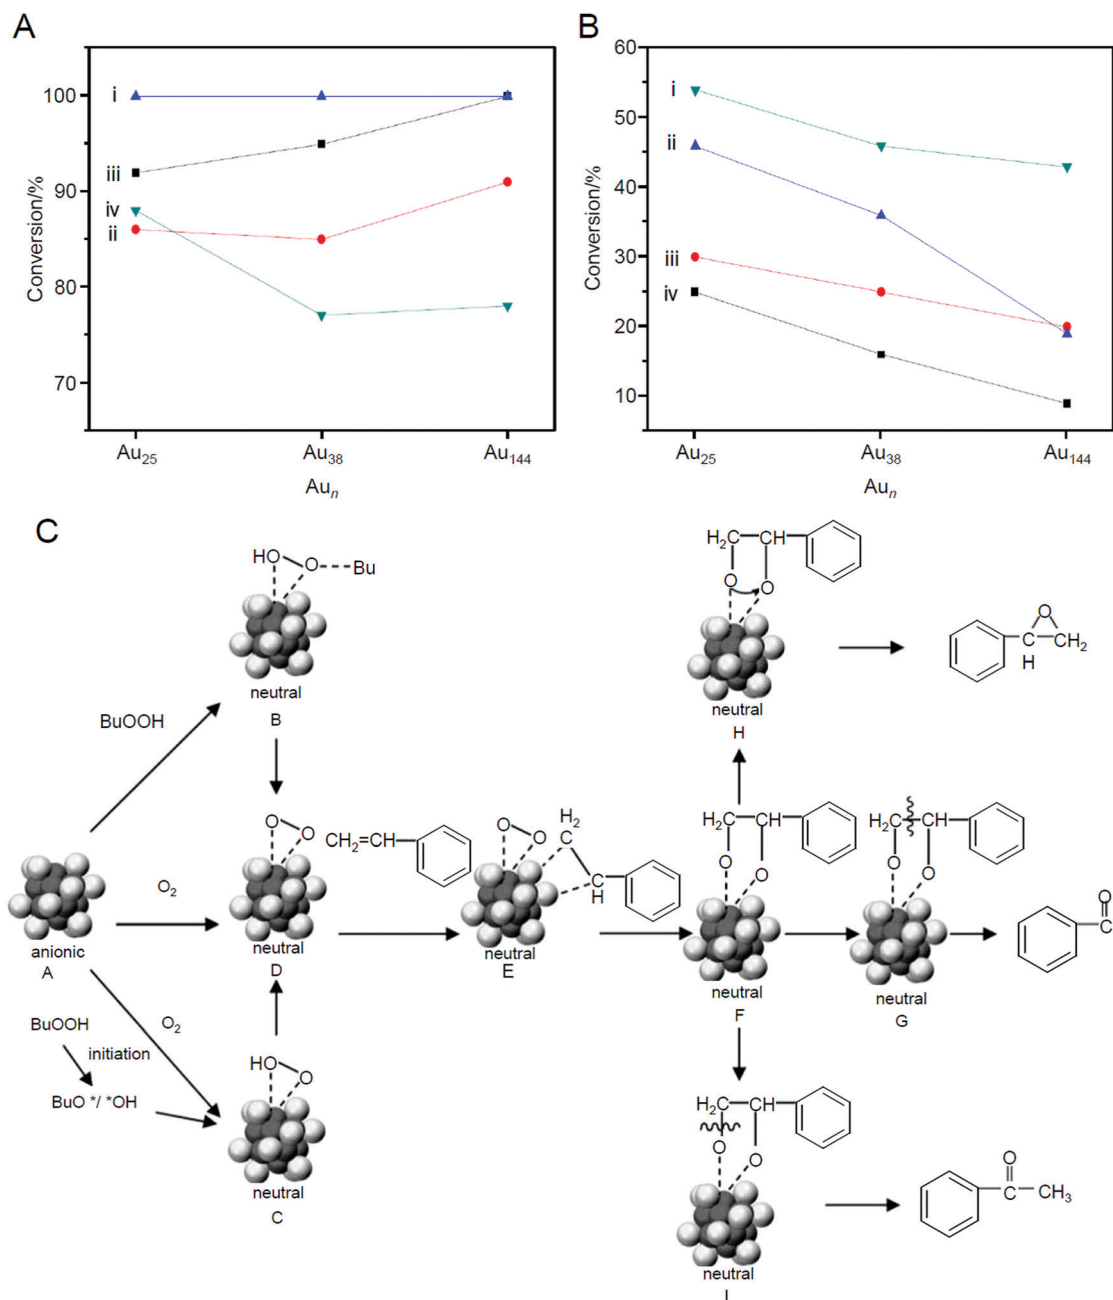 A
Conversion/%
100
90
80
70
i
iii
iv
ii
Au25
Au38
Au144
Aun
B
Conversion/%
60
50
40
30
20
10
i
ii
iii
iv
Au25
Au38
Au144
Aun
C
HO
O
Bu
neutral
B
BuOOH
H2C
CH
O
O
neutral
H
O
C
H
CH2
O
O
CH2=CH
O2
anionic
A
neutral
D
H2
C
O
O
C
H
neutral
E
H2C
CH
O
O
neutral
F
H2C
CH
O
O
neutral
G
O
C
BuOOH
O2
initiation
BuO */ *OH
HO
O
neutral
C
H2C
CH
O
O
neutral
I
O
C
CH3